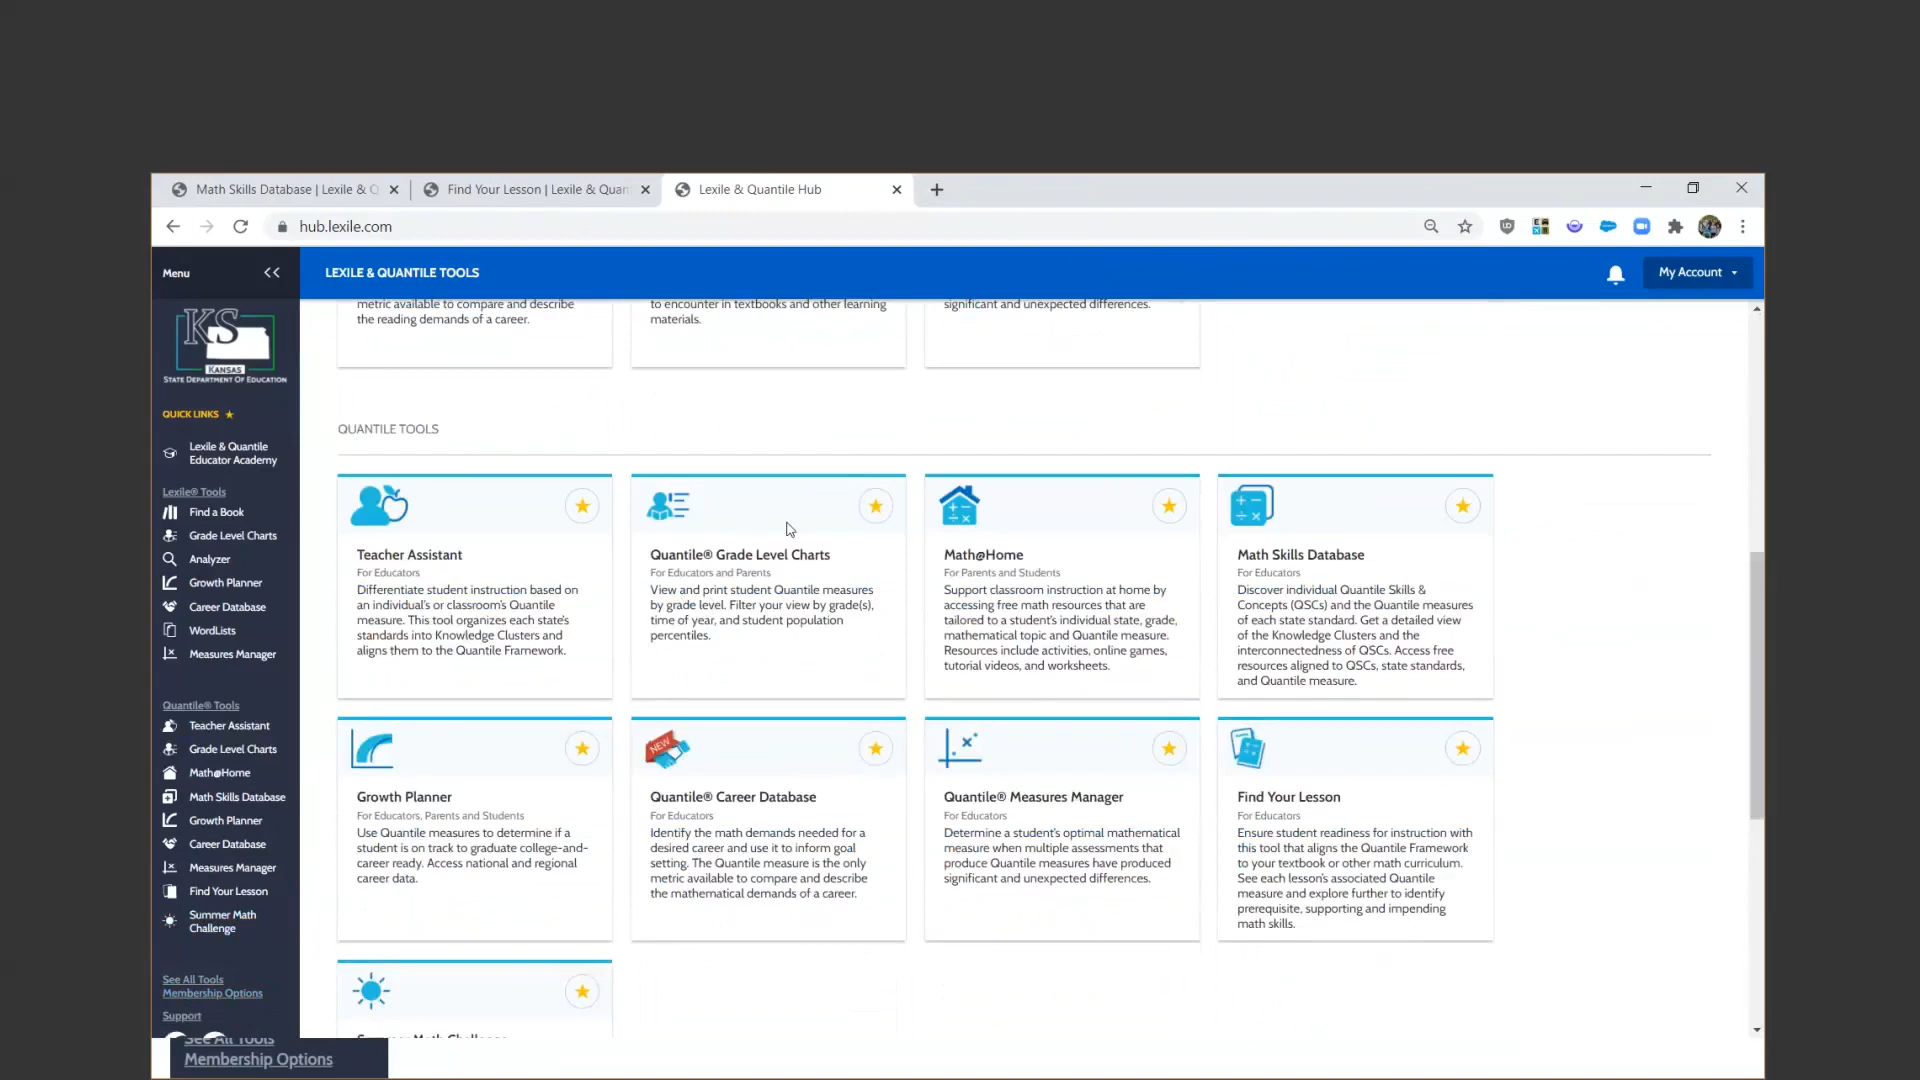 Math Skills Database | Lexile & Q
Find Your Lesson | Lexile & Quan
Lexile & Quantile Hub
hub.lexile.com
Menu
LEXILE & QUANTILE TOOLS
My Account
KS
KANSAS
STATE DEPARTMENT OF EDUCATION
QUICK LINKS
Lexile & Quantile
Educator Academy
Lexile® Tools
Find a Book
Grade Level Charts
Analyzer
Growth Planner
Career Database
WordLists
Measures Manager
Quantile® Tools
Teacher Assistant
Grade Level Charts
Math@Home
Math Skills Database
Growth Planner
Career Database
Measures Manager
Find Your Lesson
Summer Math
Challenge
See All Tools
Membership Options
Support
See All Tools
Membership Options
metric available to compare and describe
the reading demands of a career.
to encounter in textbooks and other learning
materials.
significant and unexpected differences.
QUANTILE TOOLS
Teacher Assistant
For Educators
Differentiate student instruction based on
an individual's or classroom's Quantile
measure. This tool organizes each state's
standards into Knowledge Clusters and
aligns them to the Quantile Framework.
Quantile® Grade Level Charts
For Educators and Parents
View and print student Quantile measures
by grade level. Filter your view by grade(s),
time of year, and student population
percentiles.
Math@Home
For Parents and Students
Support classroom instruction at home by
accessing free math resources that are
tailored to a student's individual state, grade,
mathematical topic and Quantile measure.
Resources include activities, online games,
tutorial videos, and worksheets.
Math Skills Database
For Educators
Discover individual Quantile Skills &
Concepts (QSCs) and the Quantile measures
of each state standard. Get a detailed view
of the Knowledge Clusters and the
interconnectedness of QSCs. Access free
resources aligned to QSCs, state standards,
and Quantile measure.
Growth Planner
For Educators, Parents and Students
Use Quantile measures to determine if a
student is on track to graduate college-and-
career ready. Access national and regional
career data.
NEW
Quantile® Career Database
For Educators
Identify the math demands needed for a
desired career and use it to inform goal
setting. The Quantile measure is the only
metric available to compare and describe
the mathematical demands of a career.
Quantile® Measures Manager
For Educators
Determine a student's optimal mathematical
measure when multiple assessments that
produce Quantile measures have produced
significant and unexpected differences.
Find Your Lesson
For Educators
Ensure student readiness for instruction with
this tool that aligns the Quantile Framework
to your textbook or other math curriculum.
See each lesson's associated Quantile
measure and explore further to identify
prerequisite, supporting and impending
math skills.
Summer Math Challenge